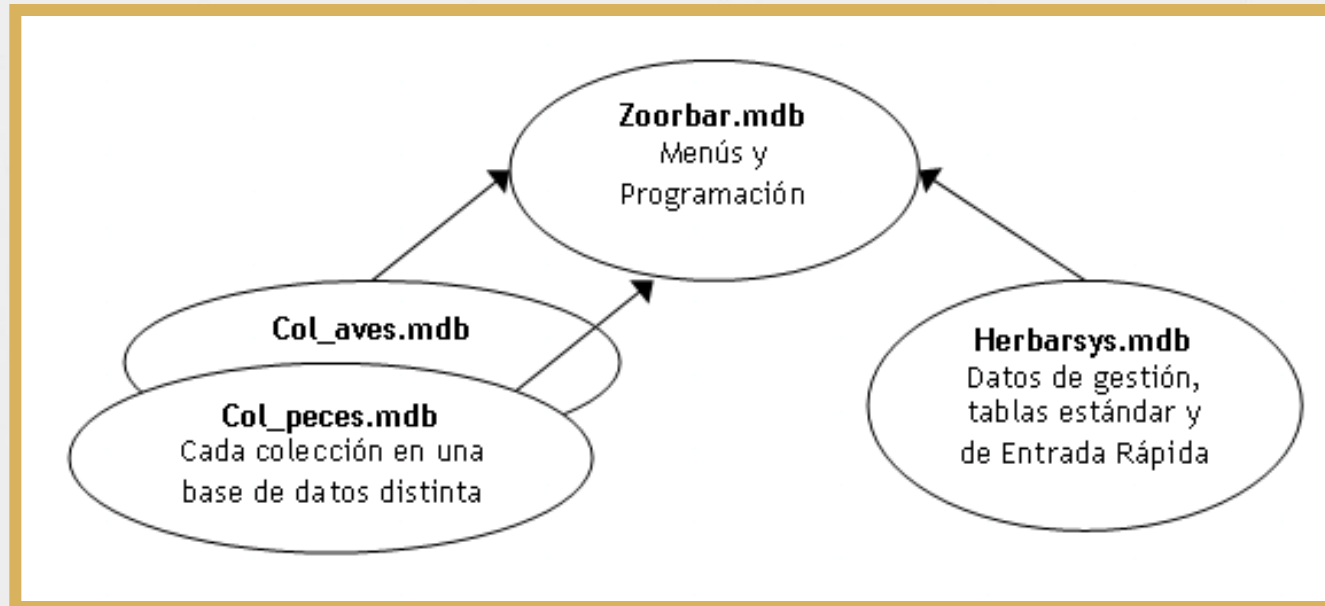 Zoorbar.mdb
Menús y
Programación
Col_aves.mdb
Col_peces.mdb
Cada colección en una
base de datos distinta
Herbarsys.mdb
Datos de gestión,
tablas estándar y
de Entrada Rápida